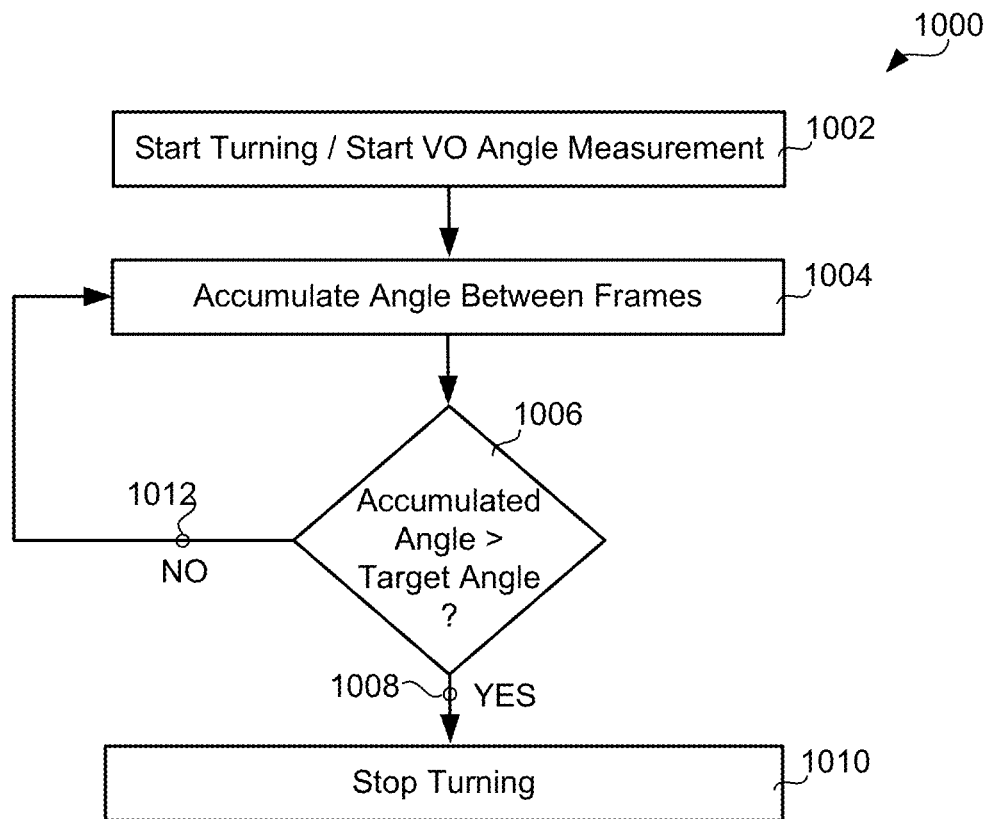 1000
Start Turning / Start VO Angle Measurement
1002
Accumulate Angle Between Frames
1004
1006
Accumulated
Angle >
Target Angle
?
1012
NO
1008
YES
Stop Turning
1010